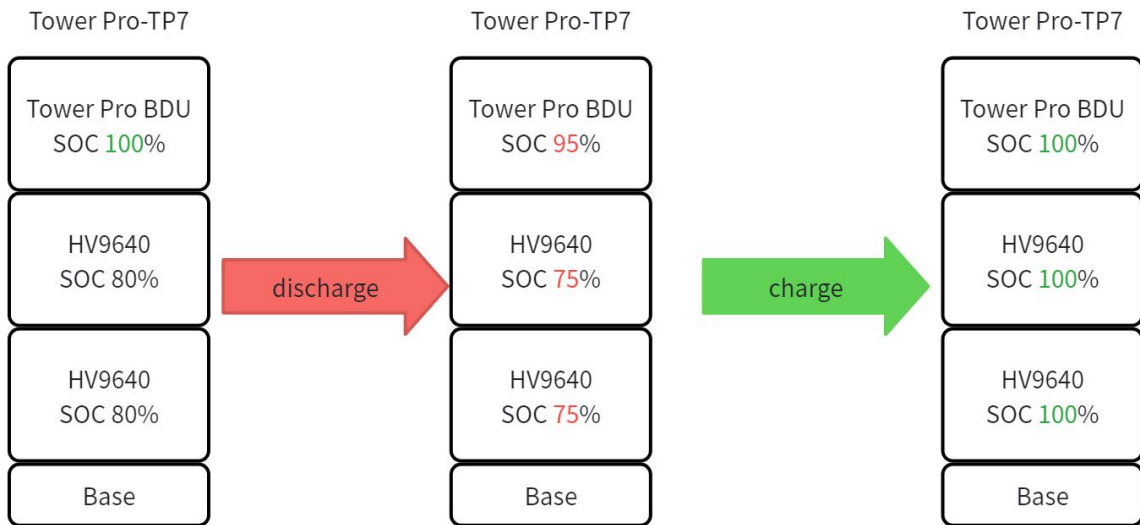 Tower Pro-TP7
Tower Pro BDU
SOC 100%
HV9640
SOC 80%
HV9640
SOC 80%
Base
discharge
Tower Pro-TP7
Tower Pro BDU
SOC 95%
HV9640
SOC 75%
HV9640
SOC 75%
Base
charge
Tower Pro-TP7
Tower Pro BDU
SOC 100%
HV9640
SOC 100%
HV9640
SOC 100%
Base